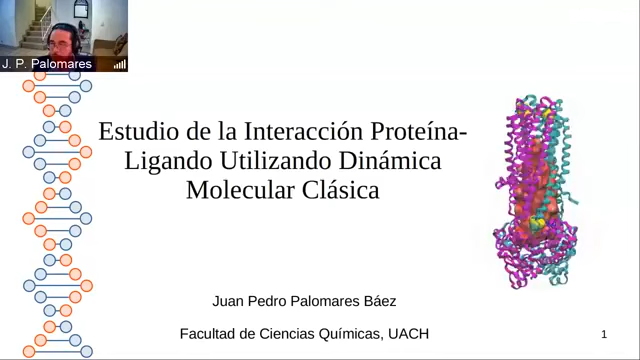 J. P. Palomares
Estudio de la Interacción Proteína-
Ligando Utilizando Dinámica
Molecular Clásica
Juan Pedro Palomares Báez
Facultad de Ciencias Químicas, UACH
1